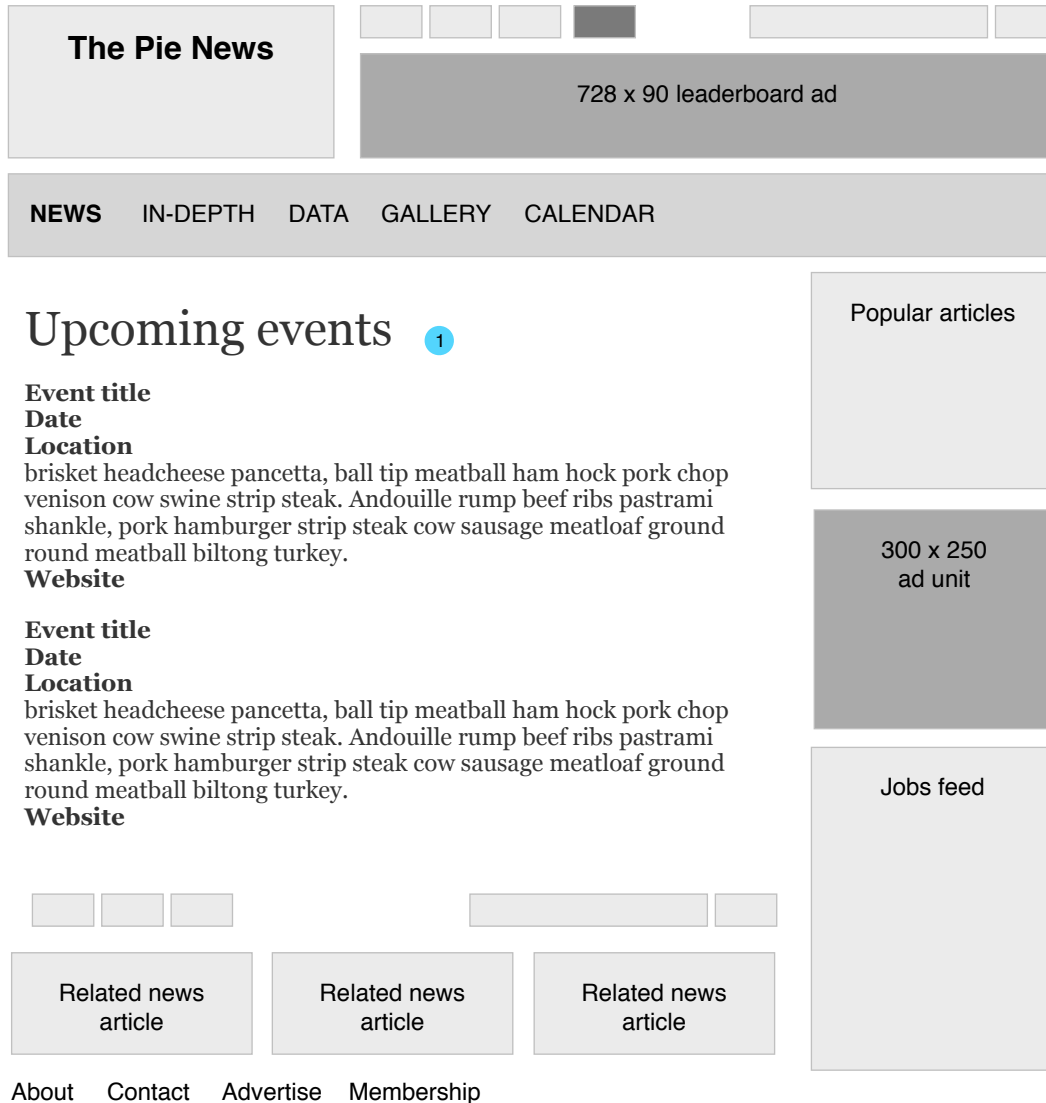 The Pie News
728 x 90 leaderboard ad
NEWS IN-DEPTH DATA GALLERY CALENDAR
Upcoming events 1
Event title
Date
Location
brisket headcheese pancetta, ball tip meatball ham hock pork chop
venison cow swine strip steak. Andouille rump beef ribs pastrami
shankle, pork hamburger strip steak cow sausage meatloaf ground
round meatball biltong turkey.
Website
Event title
Date
Location
brisket headcheese pancetta, ball tip meatball ham hock pork chop
venison cow swine strip steak. Andouille rump beef ribs pastrami
shankle, pork hamburger strip steak cow sausage meatloaf ground
round meatball biltong turkey.
Website
Popular articles
300 x 250
ad unit
Jobs feed
Related news
article
Related news
article
Related news
article
About Contact Advertise Membership